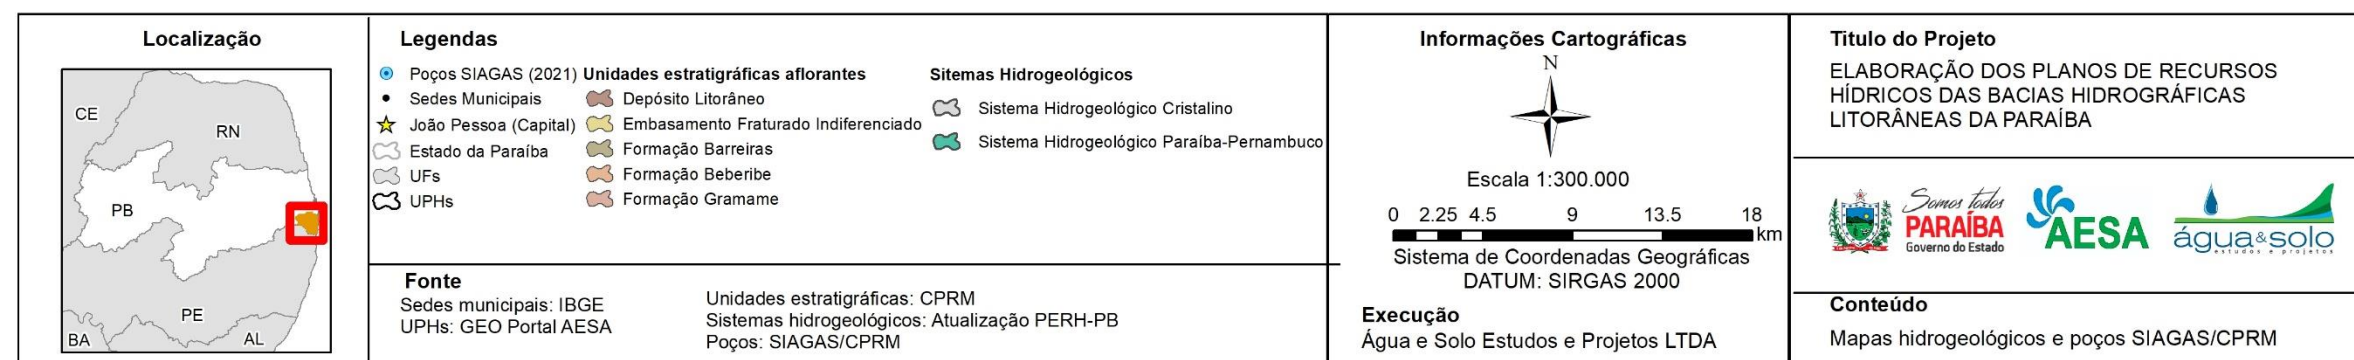 Localização
CE
RN
PB
PE
BA
AL
Legendas
Poços SIAGAS (2021)
Sedes Municipais
João Pessoa (Capital)
Estado da Paraíba
UFs
UPHs
Unidades estratigráficas aflorantes
Depósito Litorâneo
Embasamento Fraturado Indiferenciado
Formação Barreiras
Formação Beberibe
Formação Gramame
Sitemas Hidrogeológicos
Sistema Hidrogeológico Cristalino
Sistema Hidrogeológico Paraíba-Pernambuco
Fonte
Sedes municipais: IBGE
UPHs: GEO Portal AESA
Unidades estratigráficas: CPRM
Sistemas hidrogeológicos: Atualização PERH-PB
Poços: SIAGAS/CPRM
Informações Cartográficas
N
Escala 1:300.000
0 2.25 4.5 9 13.5 18
km
Sistema de Coordenadas Geográficas
DATUM: SIRGAS 2000
Execução
Água e Solo Estudos e Projetos LTDA
Titulo do Projeto
ELABORAÇÃO DOS PLANOS DE RECURSOS
HÍDRICOS DAS BACIAS HIDROGRÁFICAS
LITORÂNEAS DA PARAÍBA
Somos todos
PARAÍBA
Governo do Estado
AESA
água&solo
estudos e projetos
Conteúdo
Mapas hidrogeológicos e poços SIAGAS/CPRM